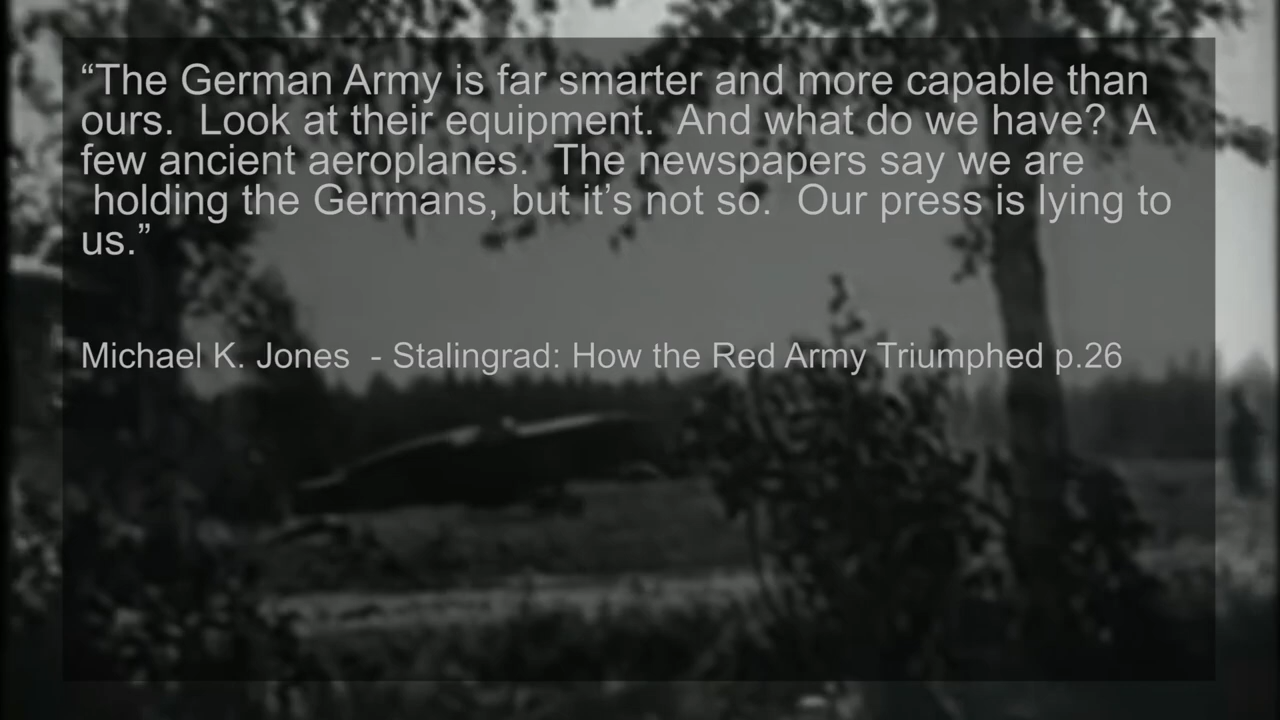 “The German Army is far smarter and more capable than
ours.  Look at their equipment.  And what do we have?  A
few ancient aeroplanes.  The newspapers say we are
 holding the Germans, but it’s not so.  Our press is lying to
us.”
Michael K. Jones  - Stalingrad: How the Red Army Triumphed p.26